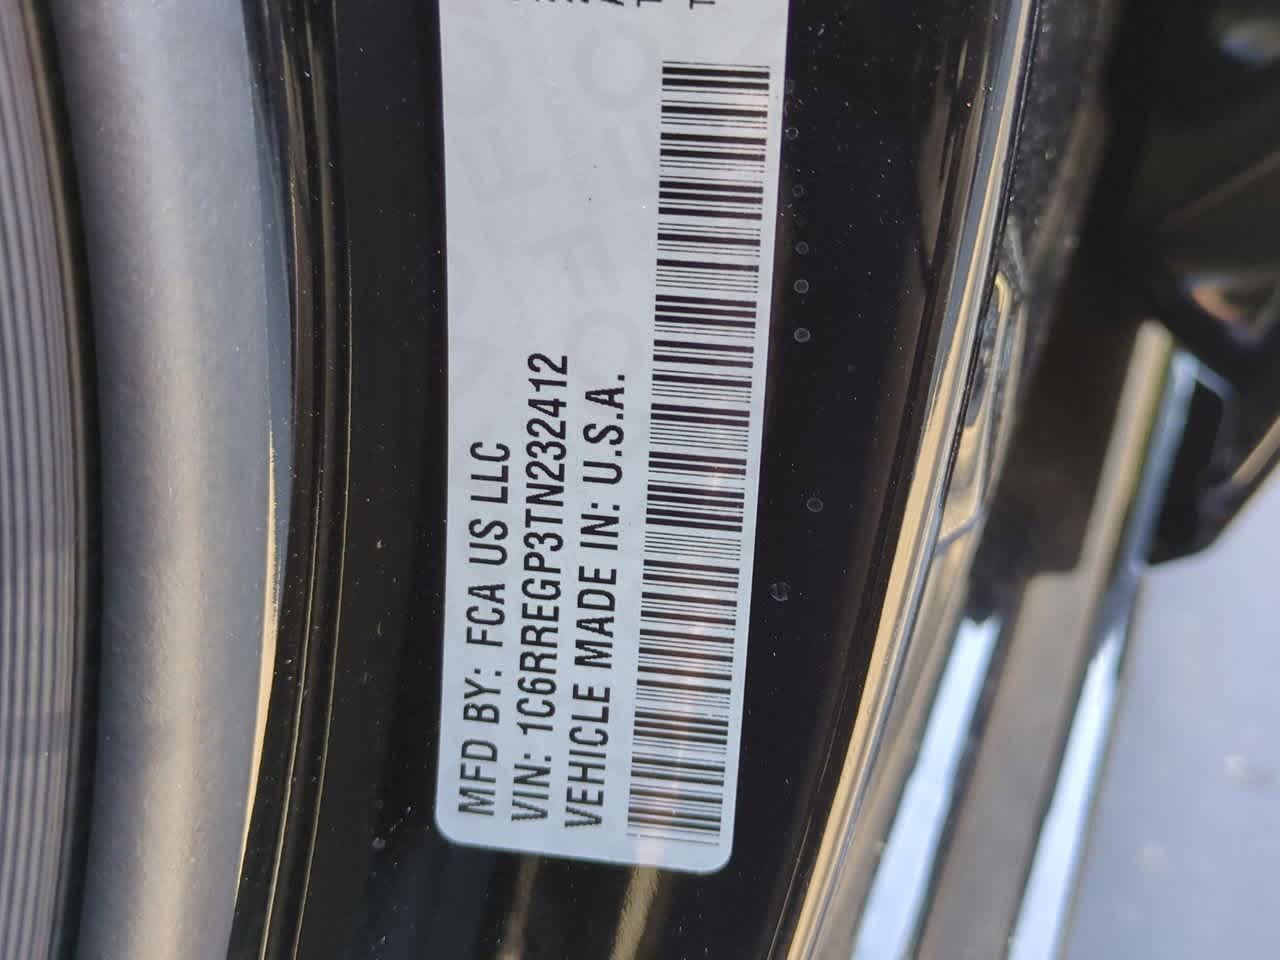 MFD BY: FCA US LLC
VIN: 1C6RREGP3TN232412
VEHICLE MADE IN: U.S.A.